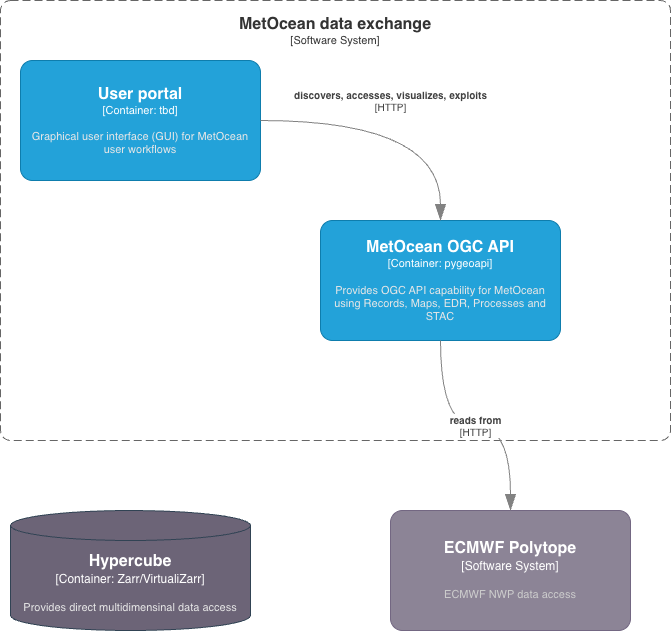 MetOcean data exchange
[Software System]
User portal
[Container: tbd]
Graphical user interface (GUI) for MetOcean
user workflows
discovers, accesses, visualizes, exploits
[HTTP]
MetOcean OGC API
[Container: pygeoapi]
Provides OGC API capability for MetOcean
using Records, Maps, EDR, Processes and
STAC
reads from
[HTTP]
Hypercube
[Container: Zarr/VirtualiZarr]
Provides direct multidimensinal data access
ECMWF Polytope
[Software System]
ECMWF NWP data access